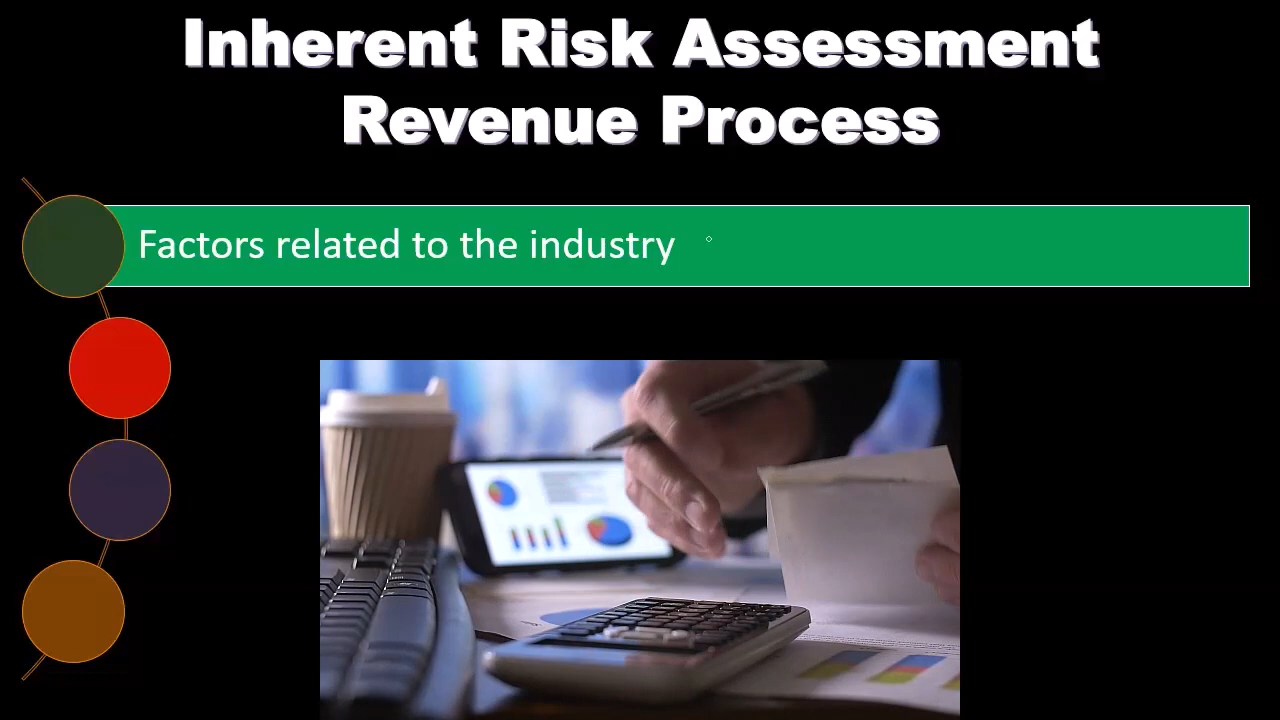 Inherent Risk Assessment
Revenue Process
Factors related to the industry